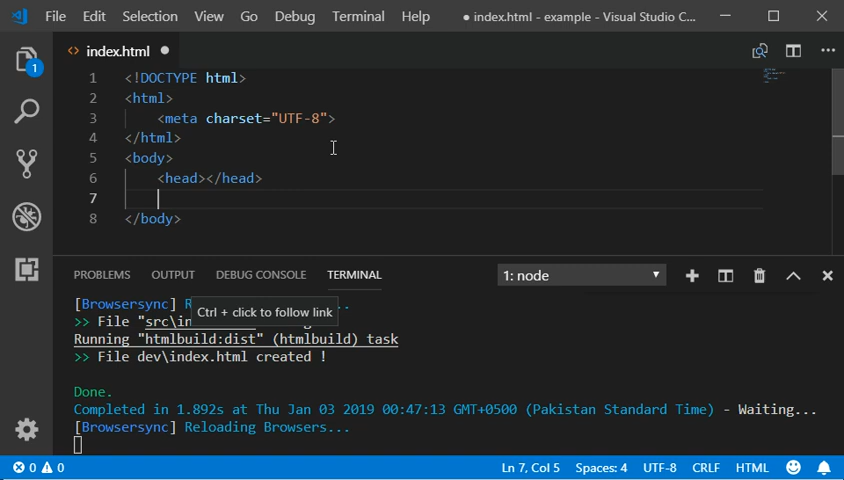 File Edit Selection View Go Debug Terminal Help ● index.html - example - Visual Studio C...
<> index.html ●
1 <!DOCTYPE html>
2 <html>
3 <meta charset="UTF-8">
4 </html>
5 <body>
6 <head></head>
7
8 </body>
1
PROBLEMS OUTPUT DEBUG CONSOLE TERMINAL 1: node
[Browsersync]
Ctrl + click to follow link
>> File "src\in
Running "htmlbuild:dist" (htmlbuild) task
>> File dev\index.html created !
Done.
Completed in 1.892s at Thu Jan 03 2019 00:47:13 GMT+0500 (Pakistan Standard Time) - Waiting...
[Browsersync] Reloading Browsers...
0 0 Ln 7, Col 5 Spaces: 4 UTF-8 CRLF HTML